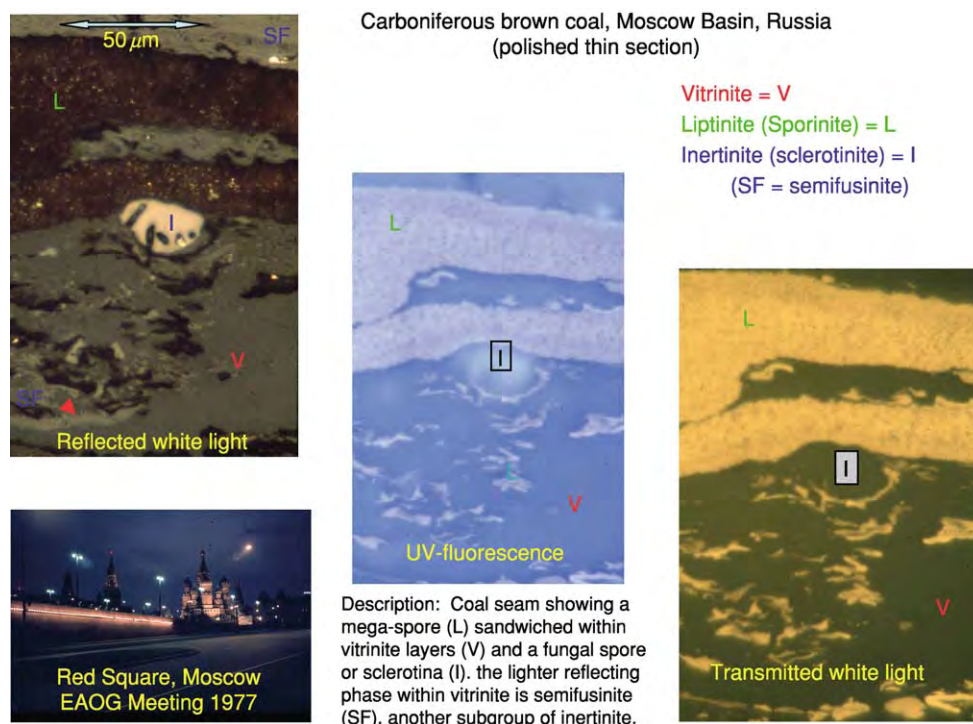 Carboniferous brown coal, Moscow Basin, Russia
(polished thin section)
50 μm
SF
L
I
V
SF
Reflected white light
Vitrinite = V
Liptinite (Sporinite) = L
Inertinite (sclerotinite) = I
(SF = semifusinite)
L
I
L
V
UV-fluorescence
L
I
V
Transmitted white light
Red Square, Moscow
EAOG Meeting 1977
Description: Coal seam showing a
mega-spore (L) sandwiched within
vitrinite layers (V) and a fungal spore
or sclerotina (I). the lighter reflecting
phase within vitrinite is semifusinite
(SF), another subgroup of inertinite.